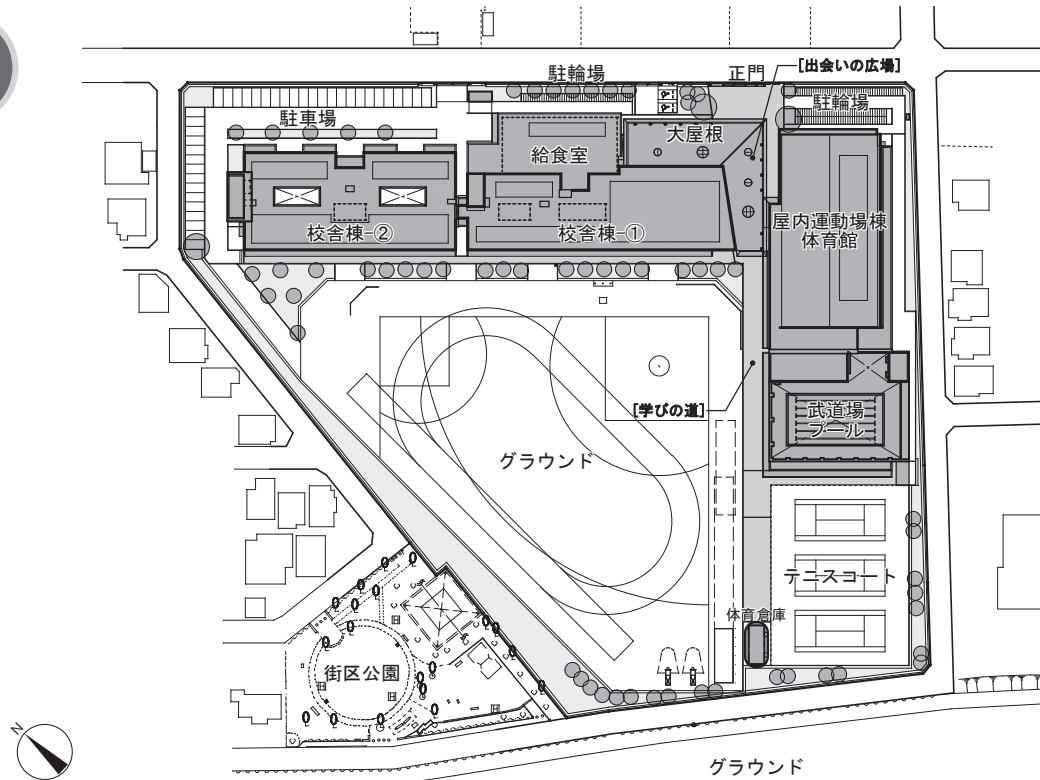 駐輪場
正門
[出会いの広場]
駐車場
大屋根
駐輪場
給食室
校舎棟-②
校舎棟-①
屋内運動場棟
体育館
[学びの道]
武道場
プール
グラウンド
テニスコート
体育倉庫
街区公園
N
グラウンド